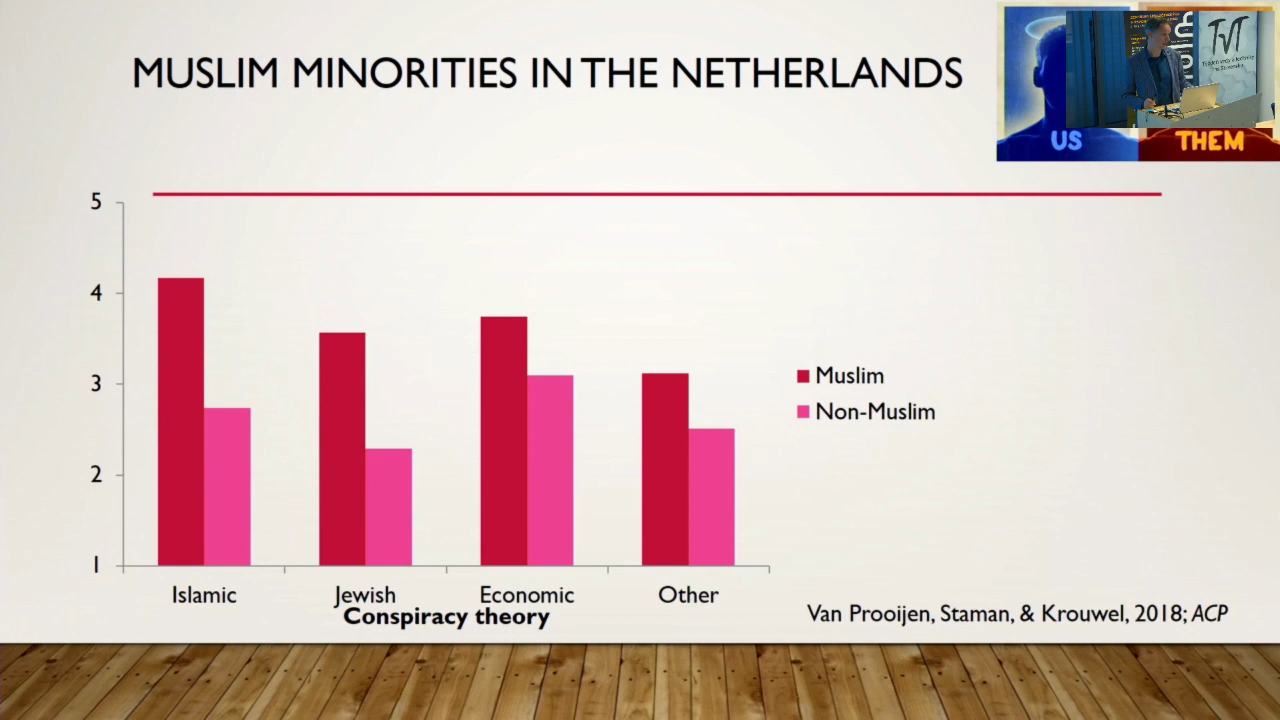 MUSLIM MINORITIES IN THE NETHERLANDS
TVT
US
THEM
5
4
3
2
1
Muslim
Non-Muslim
Islamic
Jewish
Economic
Other
Conspiracy theory
Van Prooijen, Staman, & Krouwel, 2018; ACP